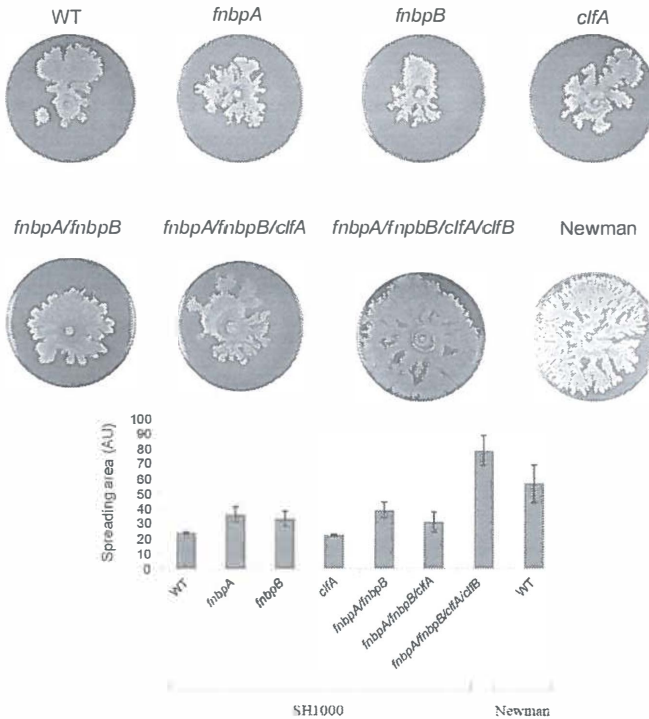 WT fnbpA fnbpB clfA
fnbpA/fnbpB fnbpA/fnbpB/clfA fnbpA/fnpbB/clfA/clfB Newman
100
90
80
70
60
50
40
30
20
10
0
Spreading area (AU)
WT fnbpA fnbpB clfA fnbpA/fnbpB fnbpA/fnbpB/clfA fnbpA/fnbpB/clfA/clfB WT
SH1000 Newman